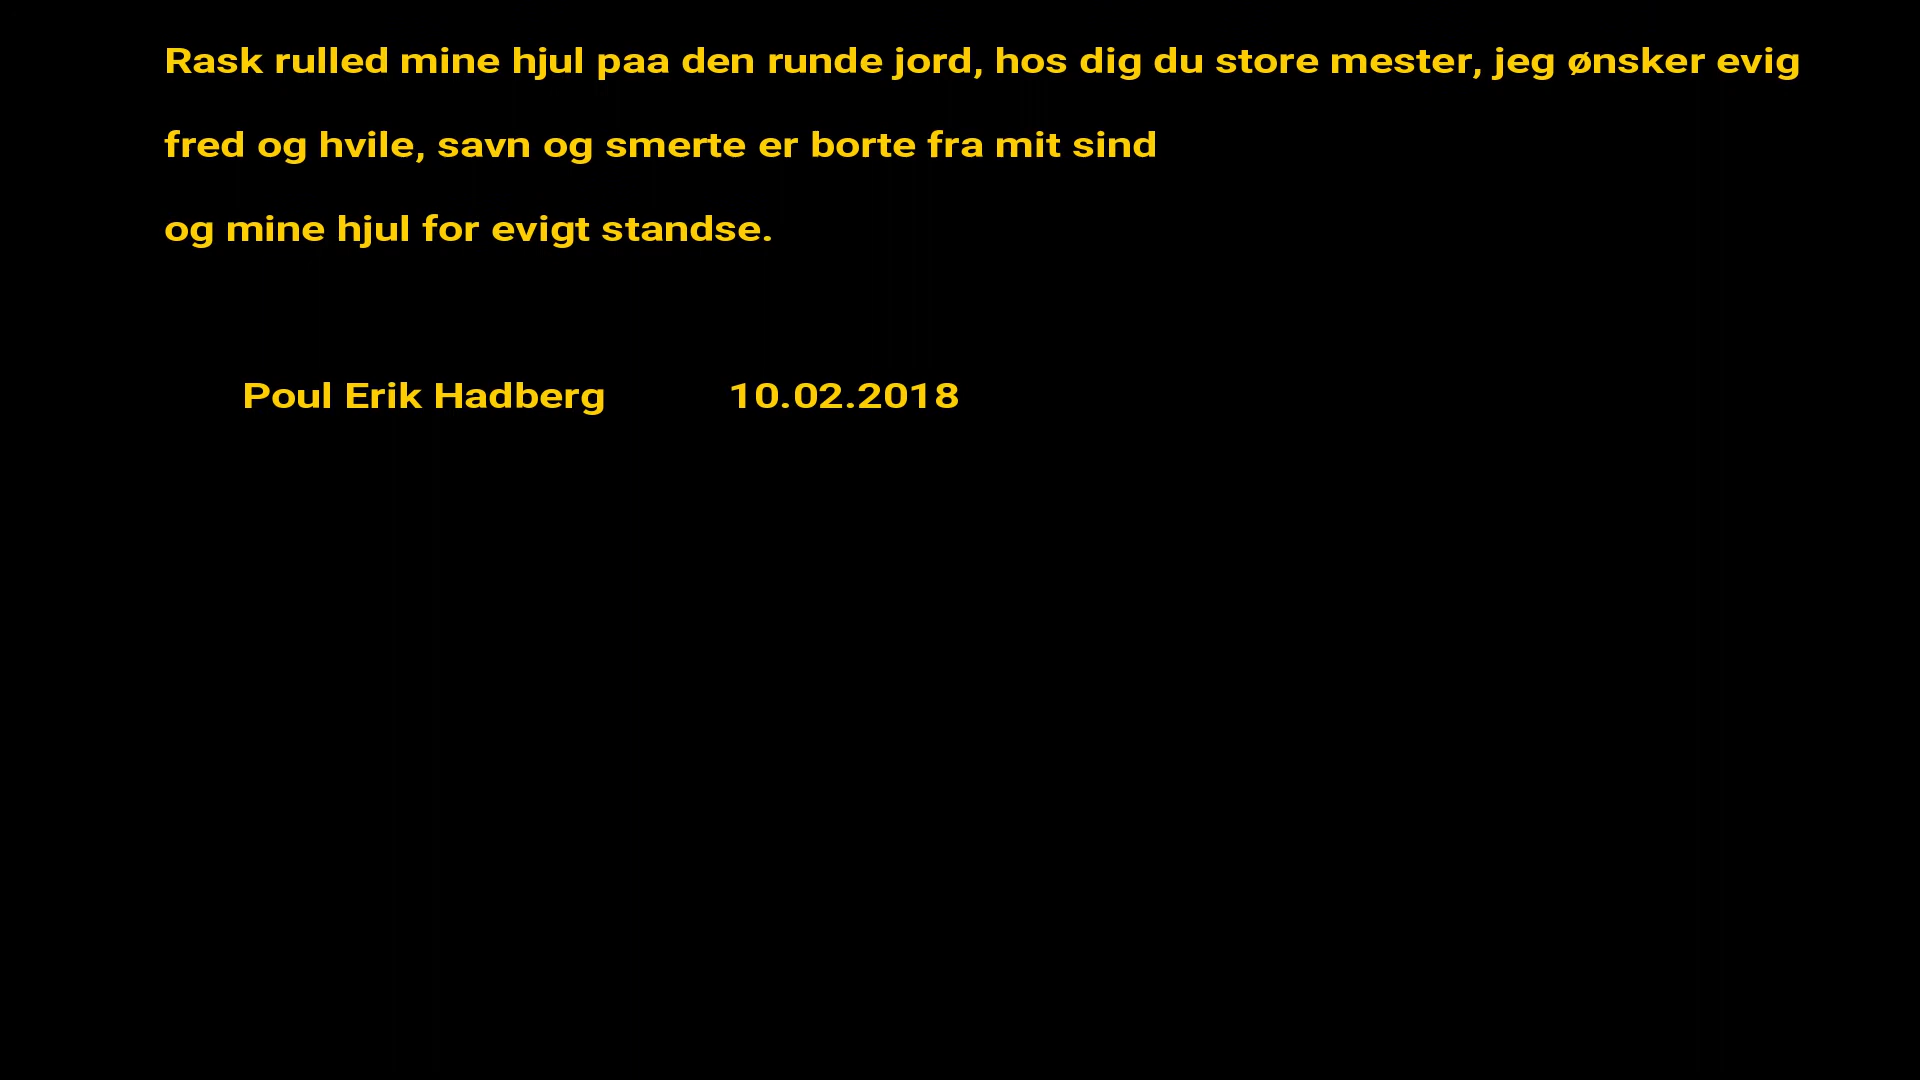 Rask rulled mine hjul paa den runde jord, hos dig du store mester, jeg ønsker evig
fred og hvile, savn og smerte er borte fra mit sind
og mine hjul for evigt standse.
Poul Erik Hadberg 10.02.2018